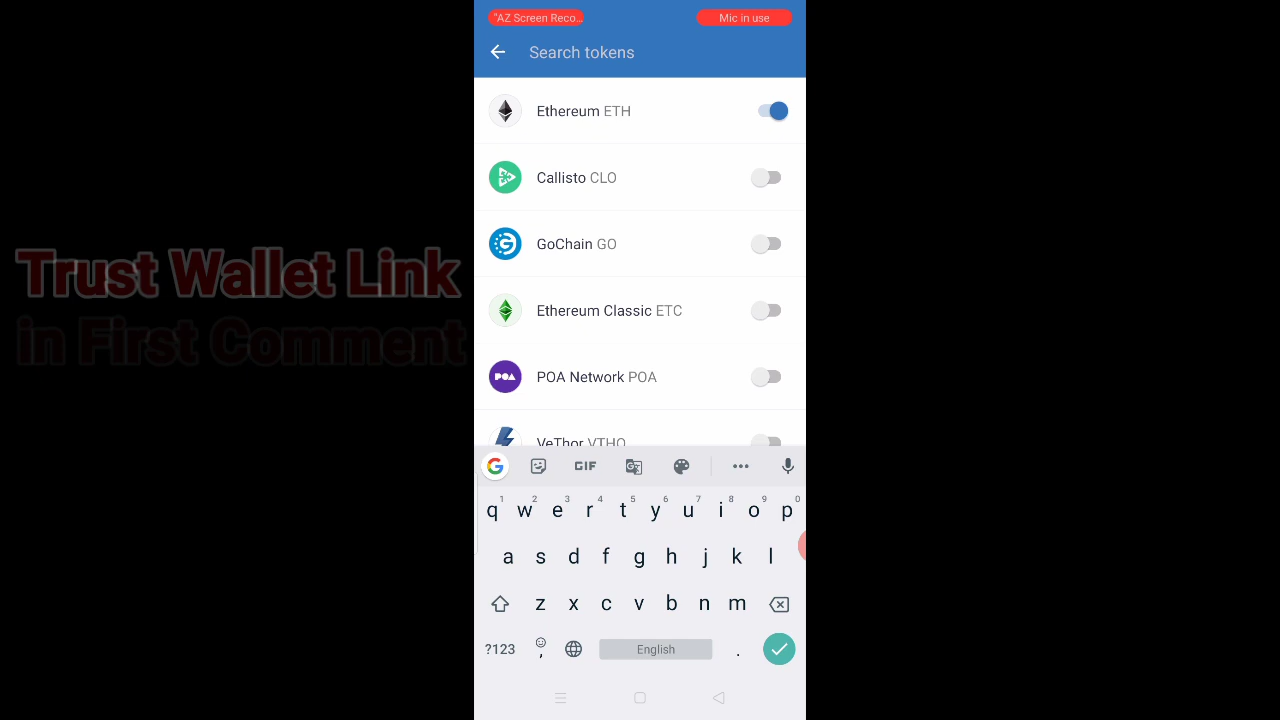 "AZ Screen Reco...
Mic in use
Search tokens
Ethereum ETH
Callisto CLO
GoChain GO
Ethereum Classic ETC
POA
POA Network POA
VeThor VTHO
Trust Wallet Link
in First Comment
G
GIF
G
1 2 3 4 5 6 7 8 9 0
q w e r t y u i o p
a s d f g h j k l
z x c v b n m
?123 , English .